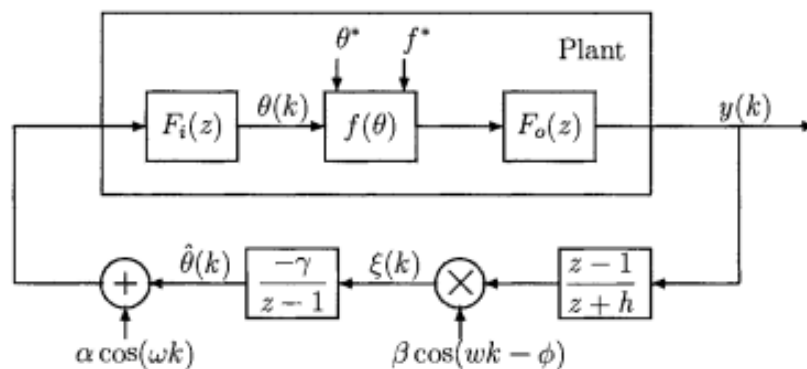 θ* f* Plant
F_i(z) θ(k) f(θ) F_o(z) y(k)
θ̂(k) -γ ξ(k) z - 1
z - 1 z + h
+ ×
α cos(ωk) β cos(wk - ϕ)